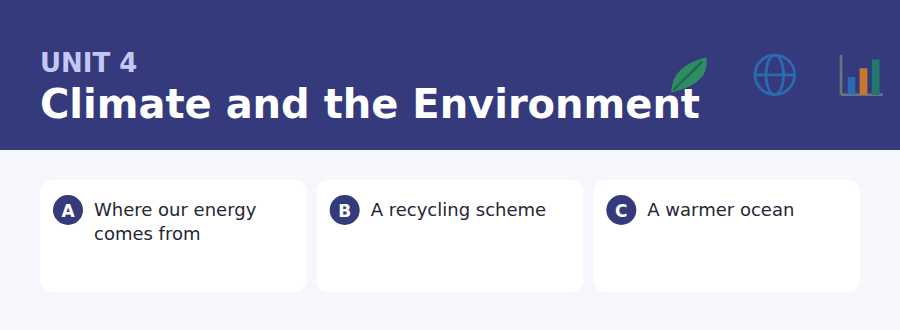 UNIT 4
Climate and the Environment
A Where our energy
comes from
B A recycling scheme
C A warmer ocean